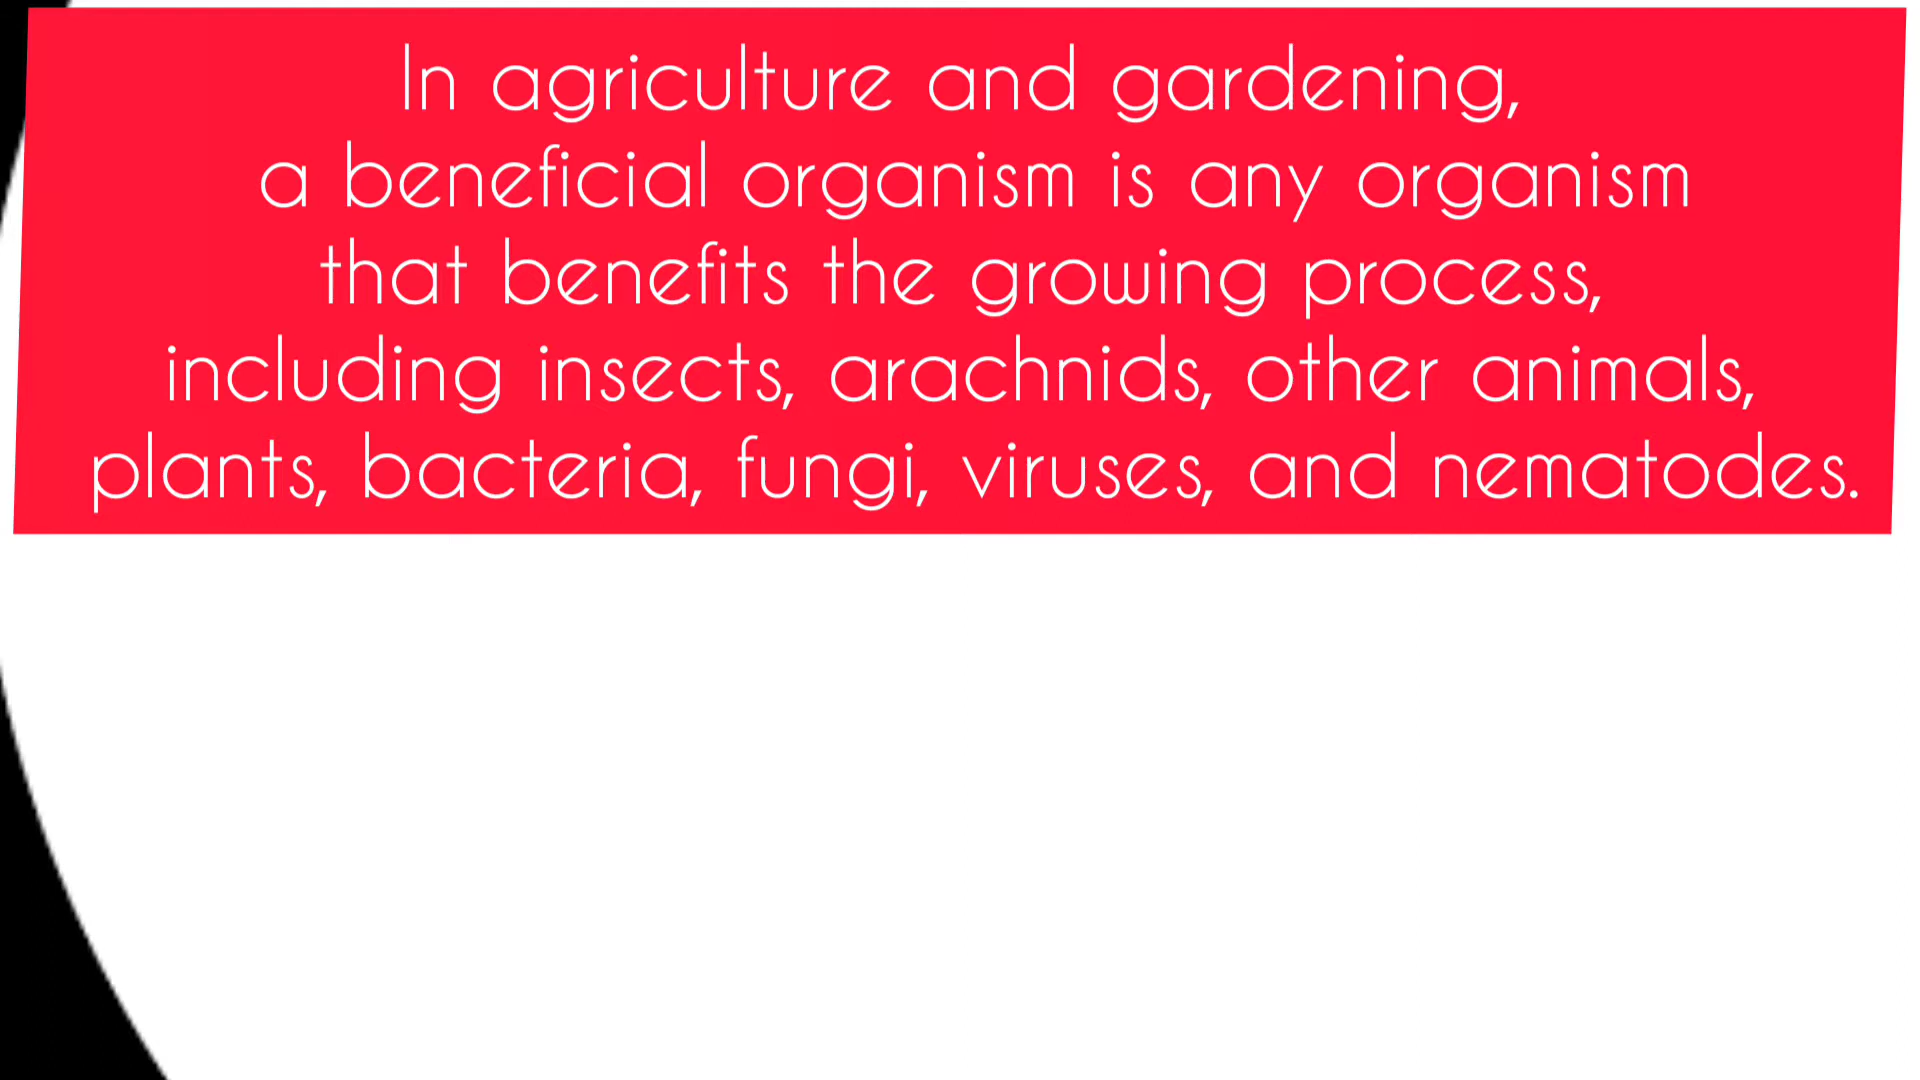 In agriculture and gardening,
a beneficial organism is any organism
that benefits the growing process,
including insects, arachnids, other animals,
plants, bacteria, fungi, viruses, and nematodes.